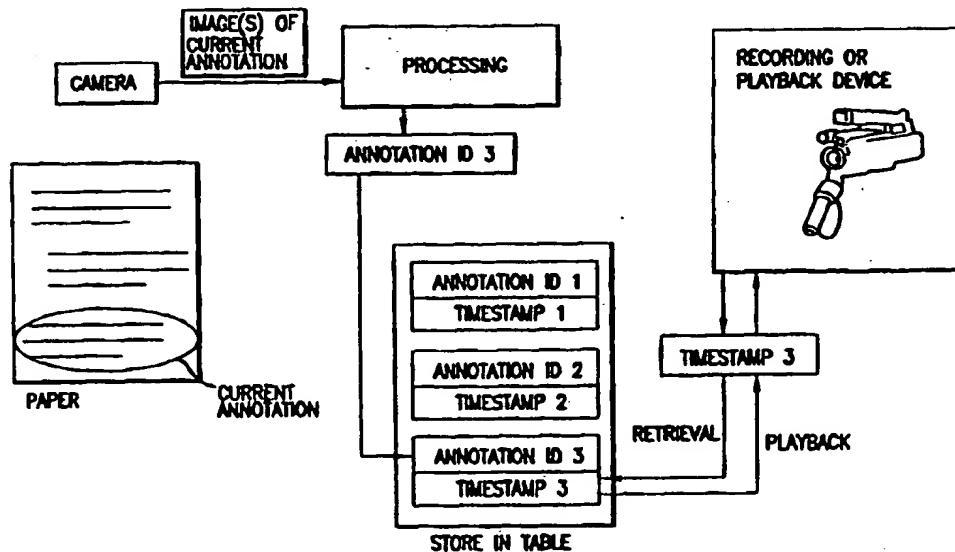 IMAGE(S) OF
CURRENT
ANNOTATION
CAMERA
PROCESSING
RECORDING OR
PLAYBACK DEVICE
ANNOTATION ID 3
ANNOTATION ID 1
TIMESTAMP 1
ANNOTATION ID 2
TIMESTAMP 2
ANNOTATION ID 3
TIMESTAMP 3
TIMESTAMP 3
RETRIEVAL
PLAYBACK
PAPER
CURRENT
ANNOTATION
STORE IN TABLE